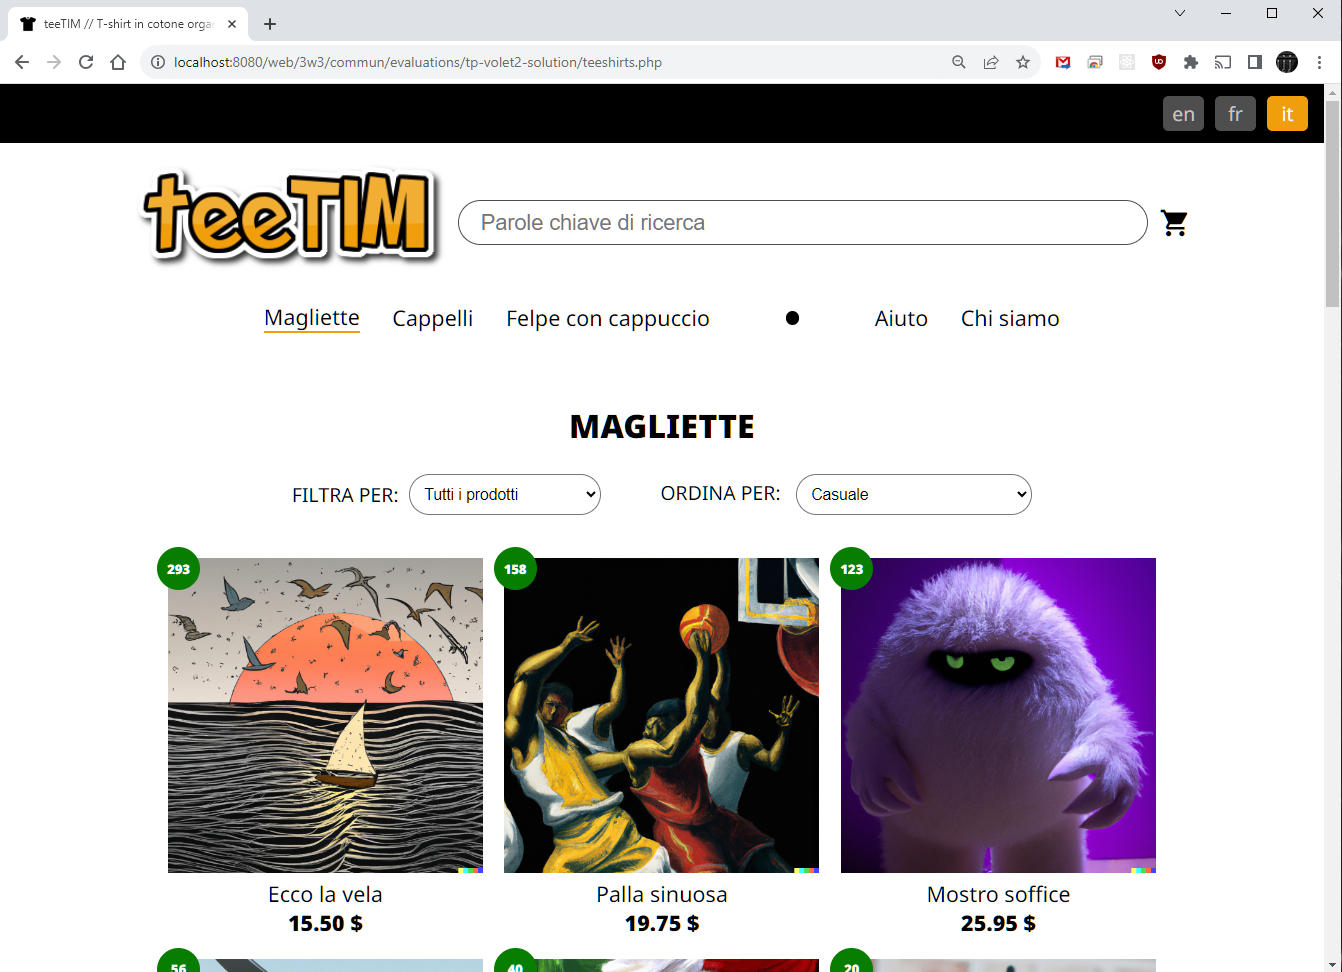 teeTIM // T-shirt in cotone orga
localhost:8080/web/3w3/commun/evaluations/tp-volet2-solution/teeshirts.php
en fr it
teeTIM
Parole chiave di ricerca
Magliette Cappelli Felpe con cappuccio Aiuto Chi siamo
MAGLIETTE
FILTRA PER: Tutti i prodotti ORDINA PER: Casuale
293 158 123
Ecco la vela Palla sinuosa Mostro soffice
15.50 $ 19.75 $ 25.95 $
56 40 20